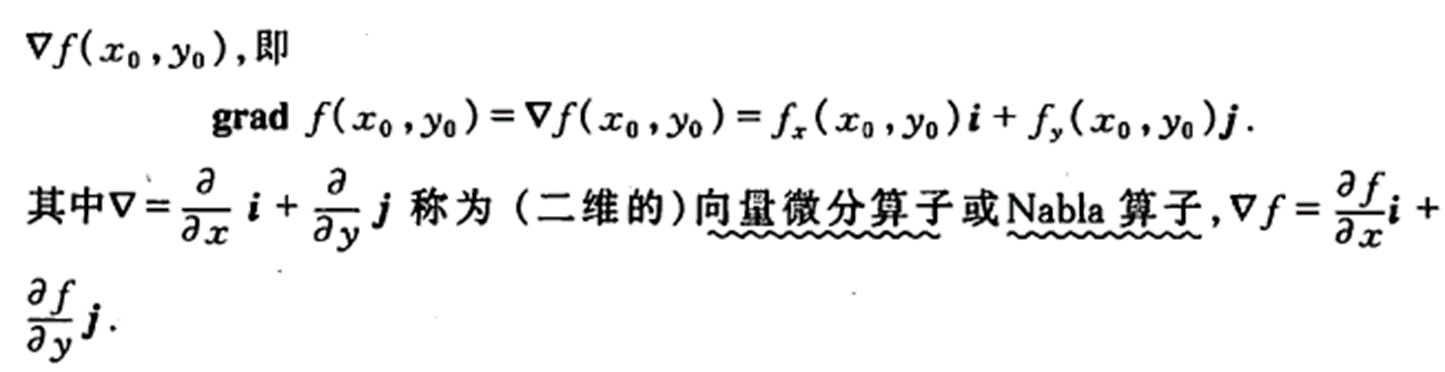 ∇f(x₀,y₀),即
grad f(x₀,y₀)=∇f(x₀,y₀)=fₓ(x₀,y₀)i+f_y(x₀,y₀)j.
其中∇=∂/∂x i+∂/∂y j 称为(二维的)向量微分算子或Nabla 算子,∇f=∂f/∂x i+
∂f/∂y j.